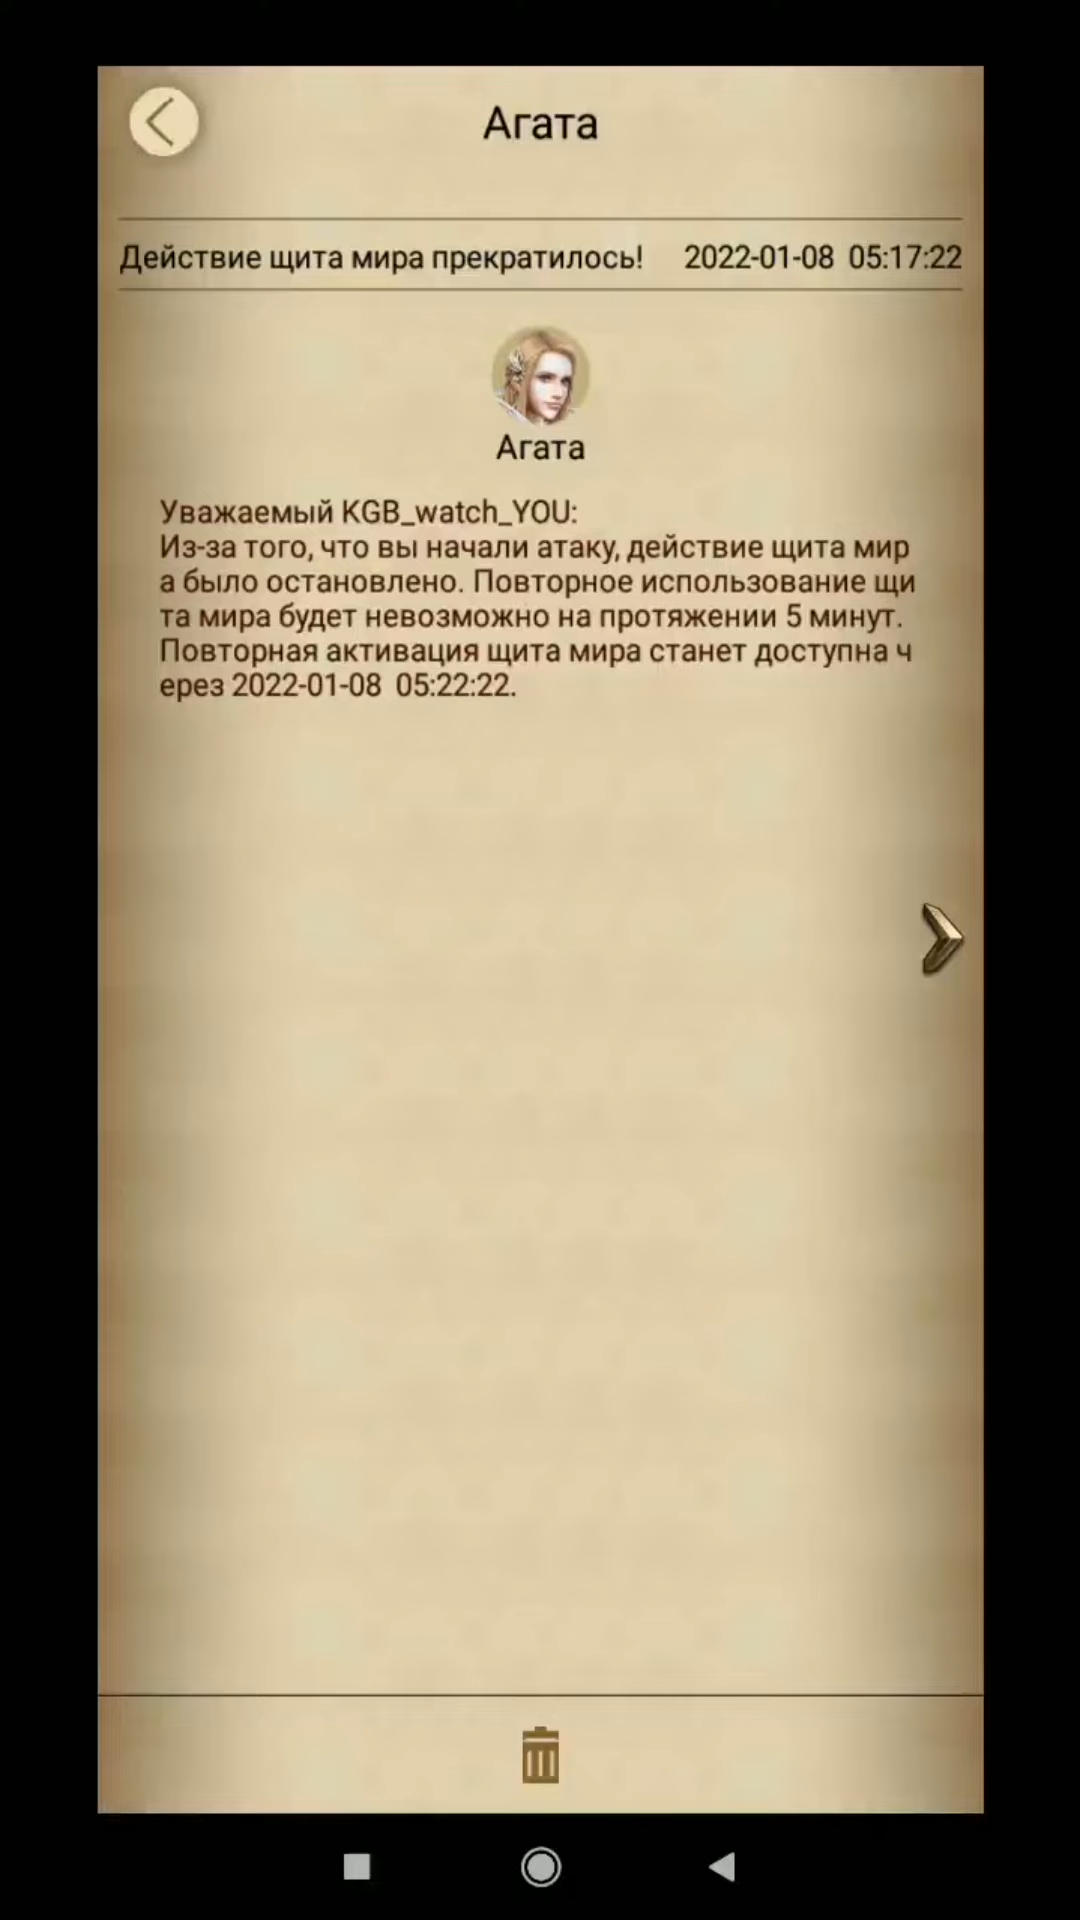 Агата
Действие щита мира прекратилось! 2022-01-08 05:17:22
Агата
Уважаемый KGB_watch_YOU:
Из-за того, что вы начали атаку, действие щита мир
а было остановлено. Повторное использование щи
та мира будет невозможно на протяжении 5 минут.
Повторная активация щита мира станет доступна ч
ерез 2022-01-08 05:22:22.